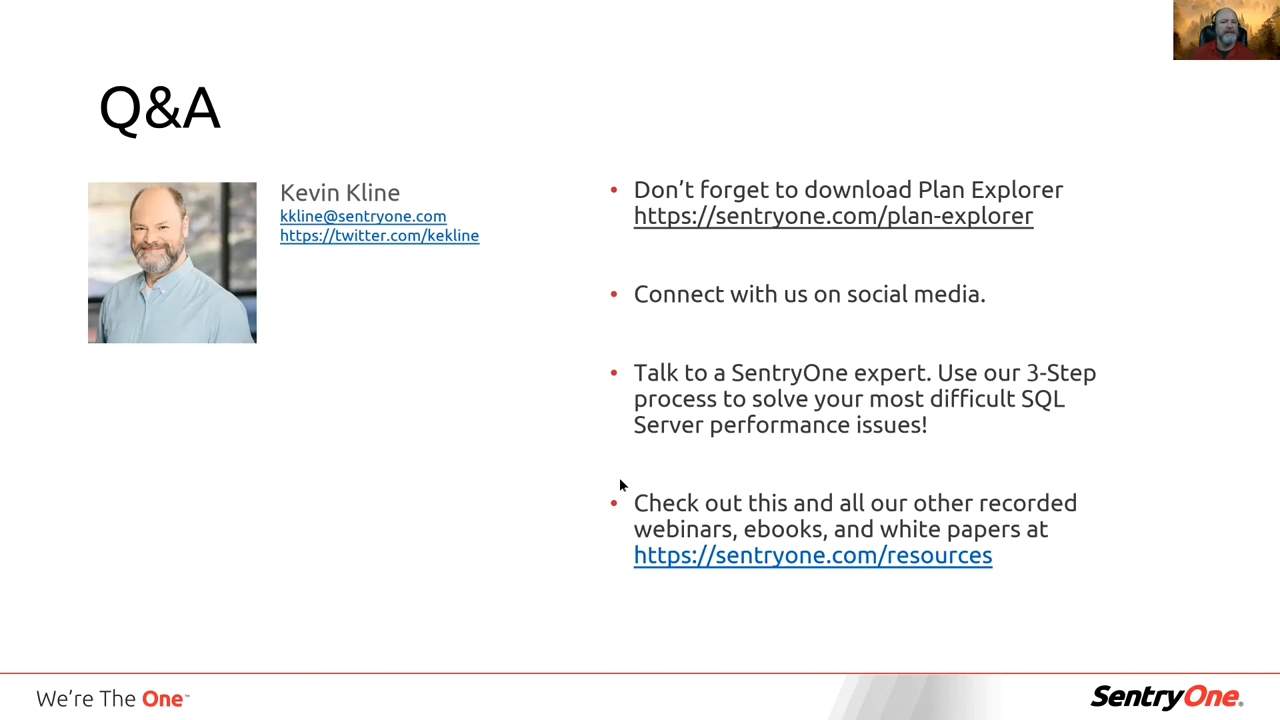 Q&A
Kevin Kline
kkline@sentryone.com
https://twitter.com/kekline
• Don’t forget to download Plan Explorer
https://sentryone.com/plan-explorer
• Connect with us on social media.
• Talk to a SentryOne expert. Use our 3-Step
process to solve your most difficult SQL
Server performance issues!
• Check out this and all our other recorded
webinars, ebooks, and white papers at
https://sentryone.com/resources
We’re The One™
SentryOne®